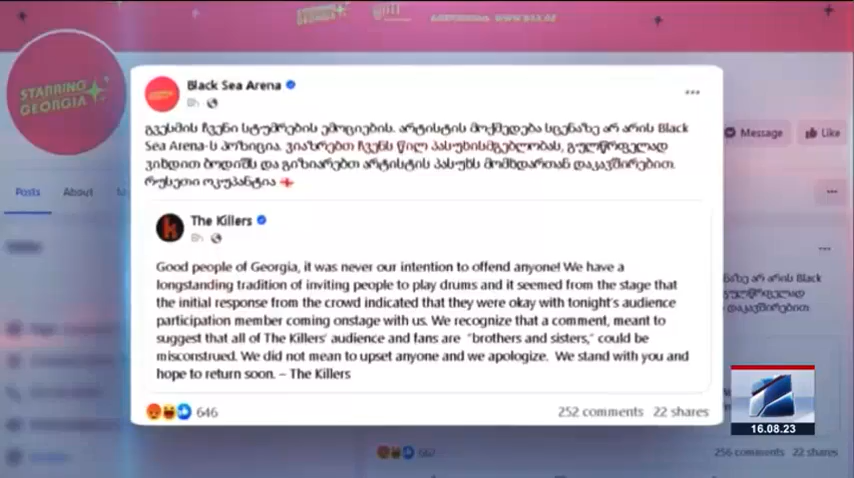 STARRING
GEORGIA
Black Sea Arena
8h
გვესმის ჩვენი სტუმრების ემოციების. არტისტის მოქმედება სცენაზე არ არის Black
Sea Arena-ს პოზიცია. ვიაზრებთ ჩვენს წილ პასუხისმგებლობას, გულწრფელად
ვიხდით ბოდიშს და გიზიარებთ არტისტის პასუხს მომხდართან დაკავშირებით.
რუსეთი ოკუპანტია
Message
Like
Posts
About
The Killers
8h
Good people of Georgia, it was never our intention to offend anyone! We have a
longstanding tradition of inviting people to play drums and it seemed from the stage that
the initial response from the crowd indicated that they were okay with tonight's audience
participation member coming onstage with us. We recognize that a comment, meant to
suggest that all of The Killers' audience and fans are "brothers and sisters," could be
misconstrued. We did not mean to upset anyone and we apologize. We stand with you and
hope to return soon. – The Killers
646
252 comments 22 shares
არ არის Black
გულწრფელად
დაკავშირებით
16.08.23
256 comments 22 shares